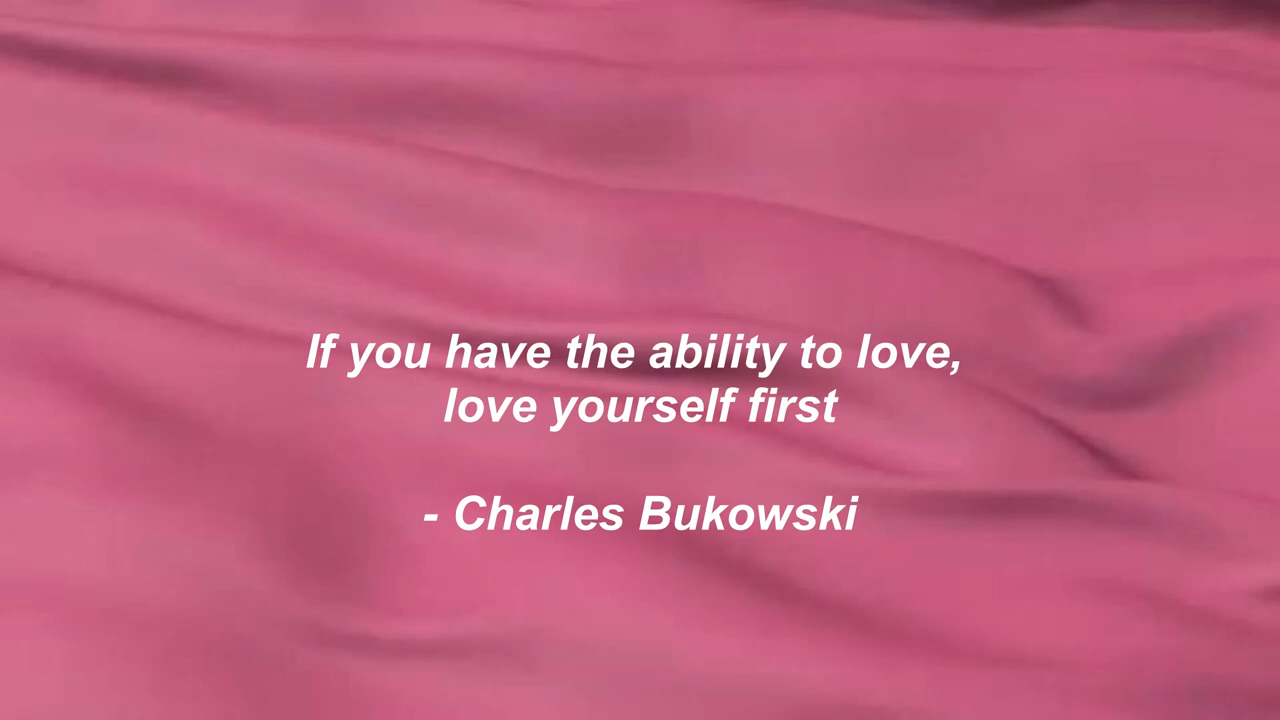 If you have the ability to love,
love yourself first
- Charles Bukowski